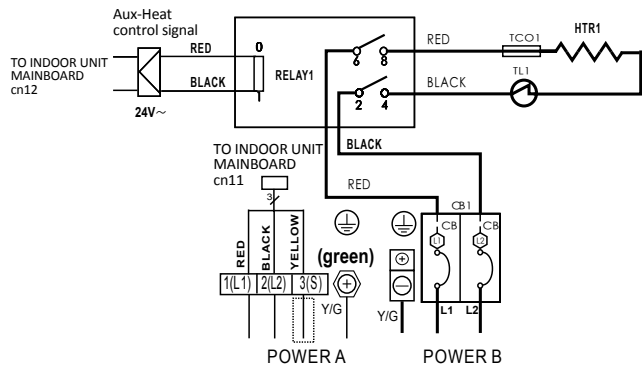 Aux-Heat
control signal
RED
BLACK
TO INDOOR UNIT
MAINBOARD
cn12
24V～
0
RELAY1
6
8
2
4
RED
TCO1
HTR1
BLACK
TL1
BLACK
RED
TO INDOOR UNIT
MAINBOARD
cn11
3
RED
BLACK
YELLOW
(green)
1(L1)
2(L2)
3(S)
Y/G
Y/G
CB1
CB
CB
L1
L2
L1
L2
POWER A
POWER B